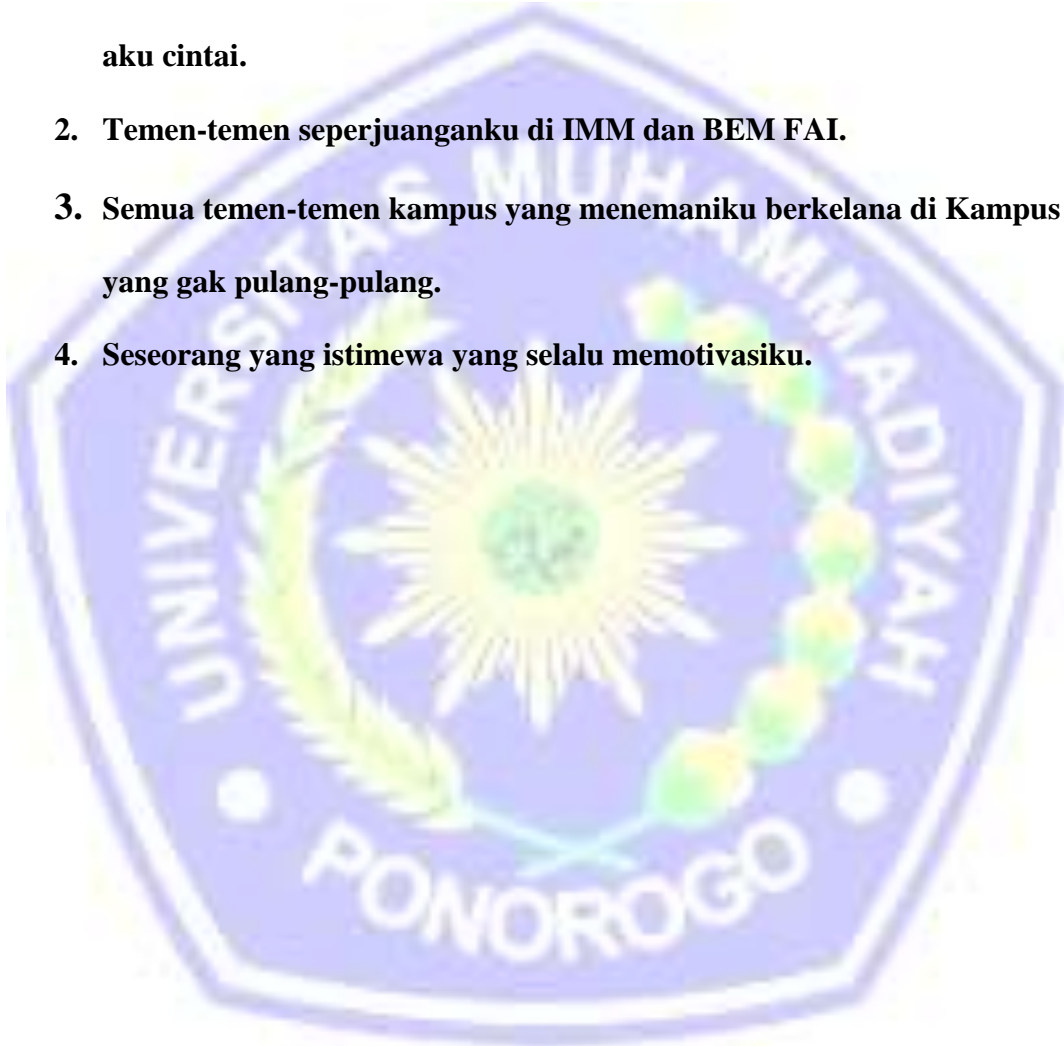 aku cintai.
2. Temen-temen seperjuanganku di IMM dan BEM FAI.
3. Semua temen-temen kampus yang menemaniku berkelana di Kampus
yang gak pulang-pulang.
4. Seseorang yang istimewa yang selalu memotivasiku.
UNIVERSITAS MUHAMMADIYAH
PONOROGO